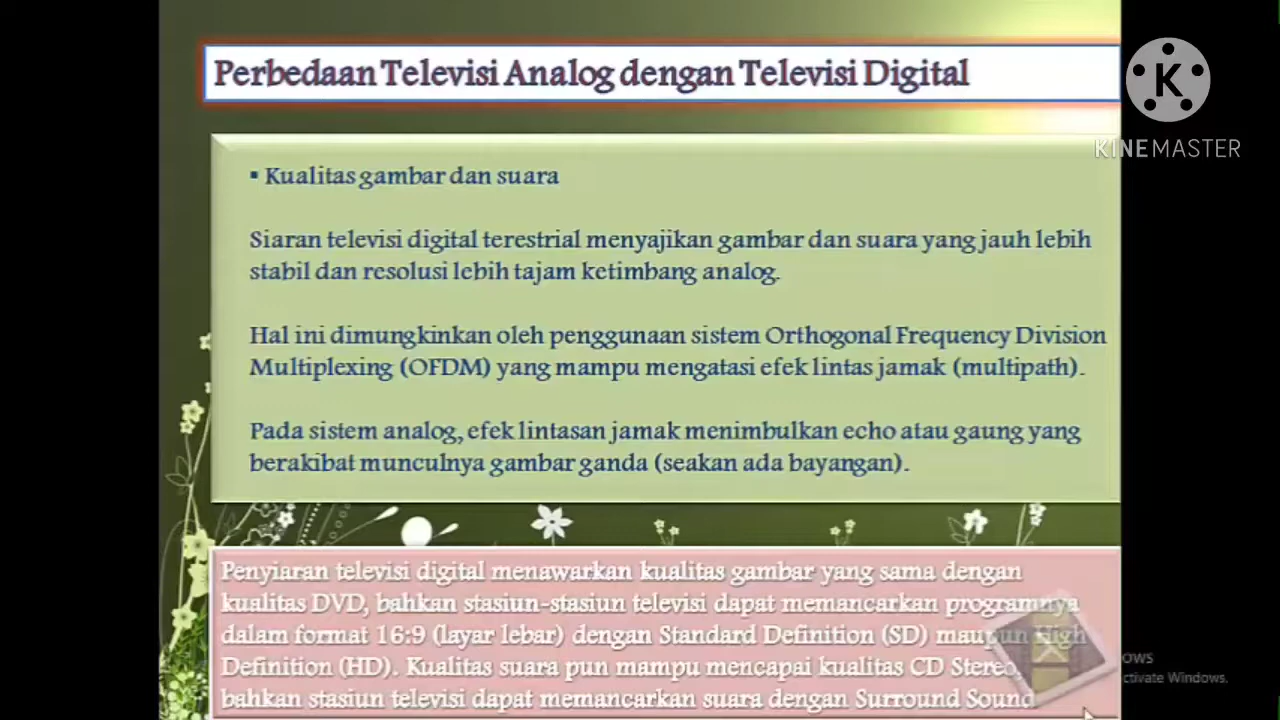 Perbedaan Televisi Analog dengan Televisi Digital
KINEMASTER
▪ Kualitas gambar dan suara
Siaran televisi digital terestrial menyajikan gambar dan suara yang jauh lebih
stabil dan resolusi lebih tajam ketimbang analog.
Hal ini dimungkinkan oleh penggunaan sistem Orthogonal Frequency Division
Multiplexing (OFDM) yang mampu mengatasi efek lintas jamak (multipath).
Pada sistem analog, efek lintasan jamak menimbulkan echo atau gaung yang
berakibat munculnya gambar ganda (seakan ada bayangan).
Penyiaran televisi digital menawarkan kualitas gambar yang sama dengan
kualitas DVD, bahkan stasiun-stasiun televisi dapat memancarkan programnya
dalam format 16:9 (layar lebar) dengan Standard Definition (SD) maupun High
Definition (HD). Kualitas suara pun mampu mencapai kualitas CD Stereo,
bahkan stasiun televisi dapat memancarkan suara dengan Surround Sound
ows
ctivate Windows.